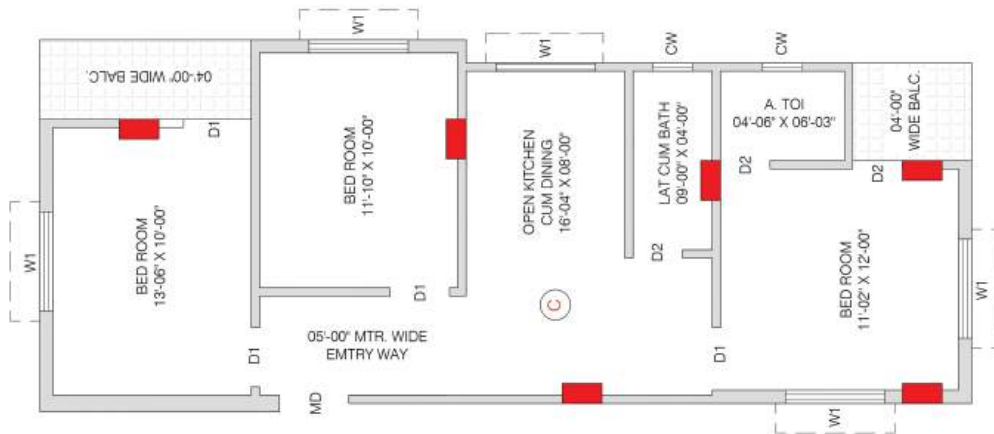 W1
04'-00" WIDE BALC.
D1
BED ROOM
13'-06" X 10'-00"
W1
BED ROOM
11'-10" X 10'-00"
D1
W1
OPEN KITCHEN
CUM DINING
16'-04" X 08'-00"
CW
LAT CUM BATH
09'-00" X 04'-00"
D2
CW
A. TOI
04'-06" X 06'-03"
D2
04'-00"
WIDE BALC.
D2
BED ROOM
11'-02" X 12'-00"
W1
W1
D1
C
05'-00" MTR. WIDE
EMTRY WAY
D1
MD